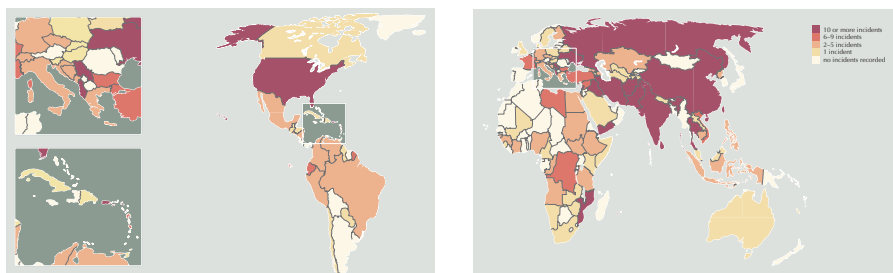 10 or more incidents
6–9 incidents
2–5 incidents
1 incident
no incidents recorded